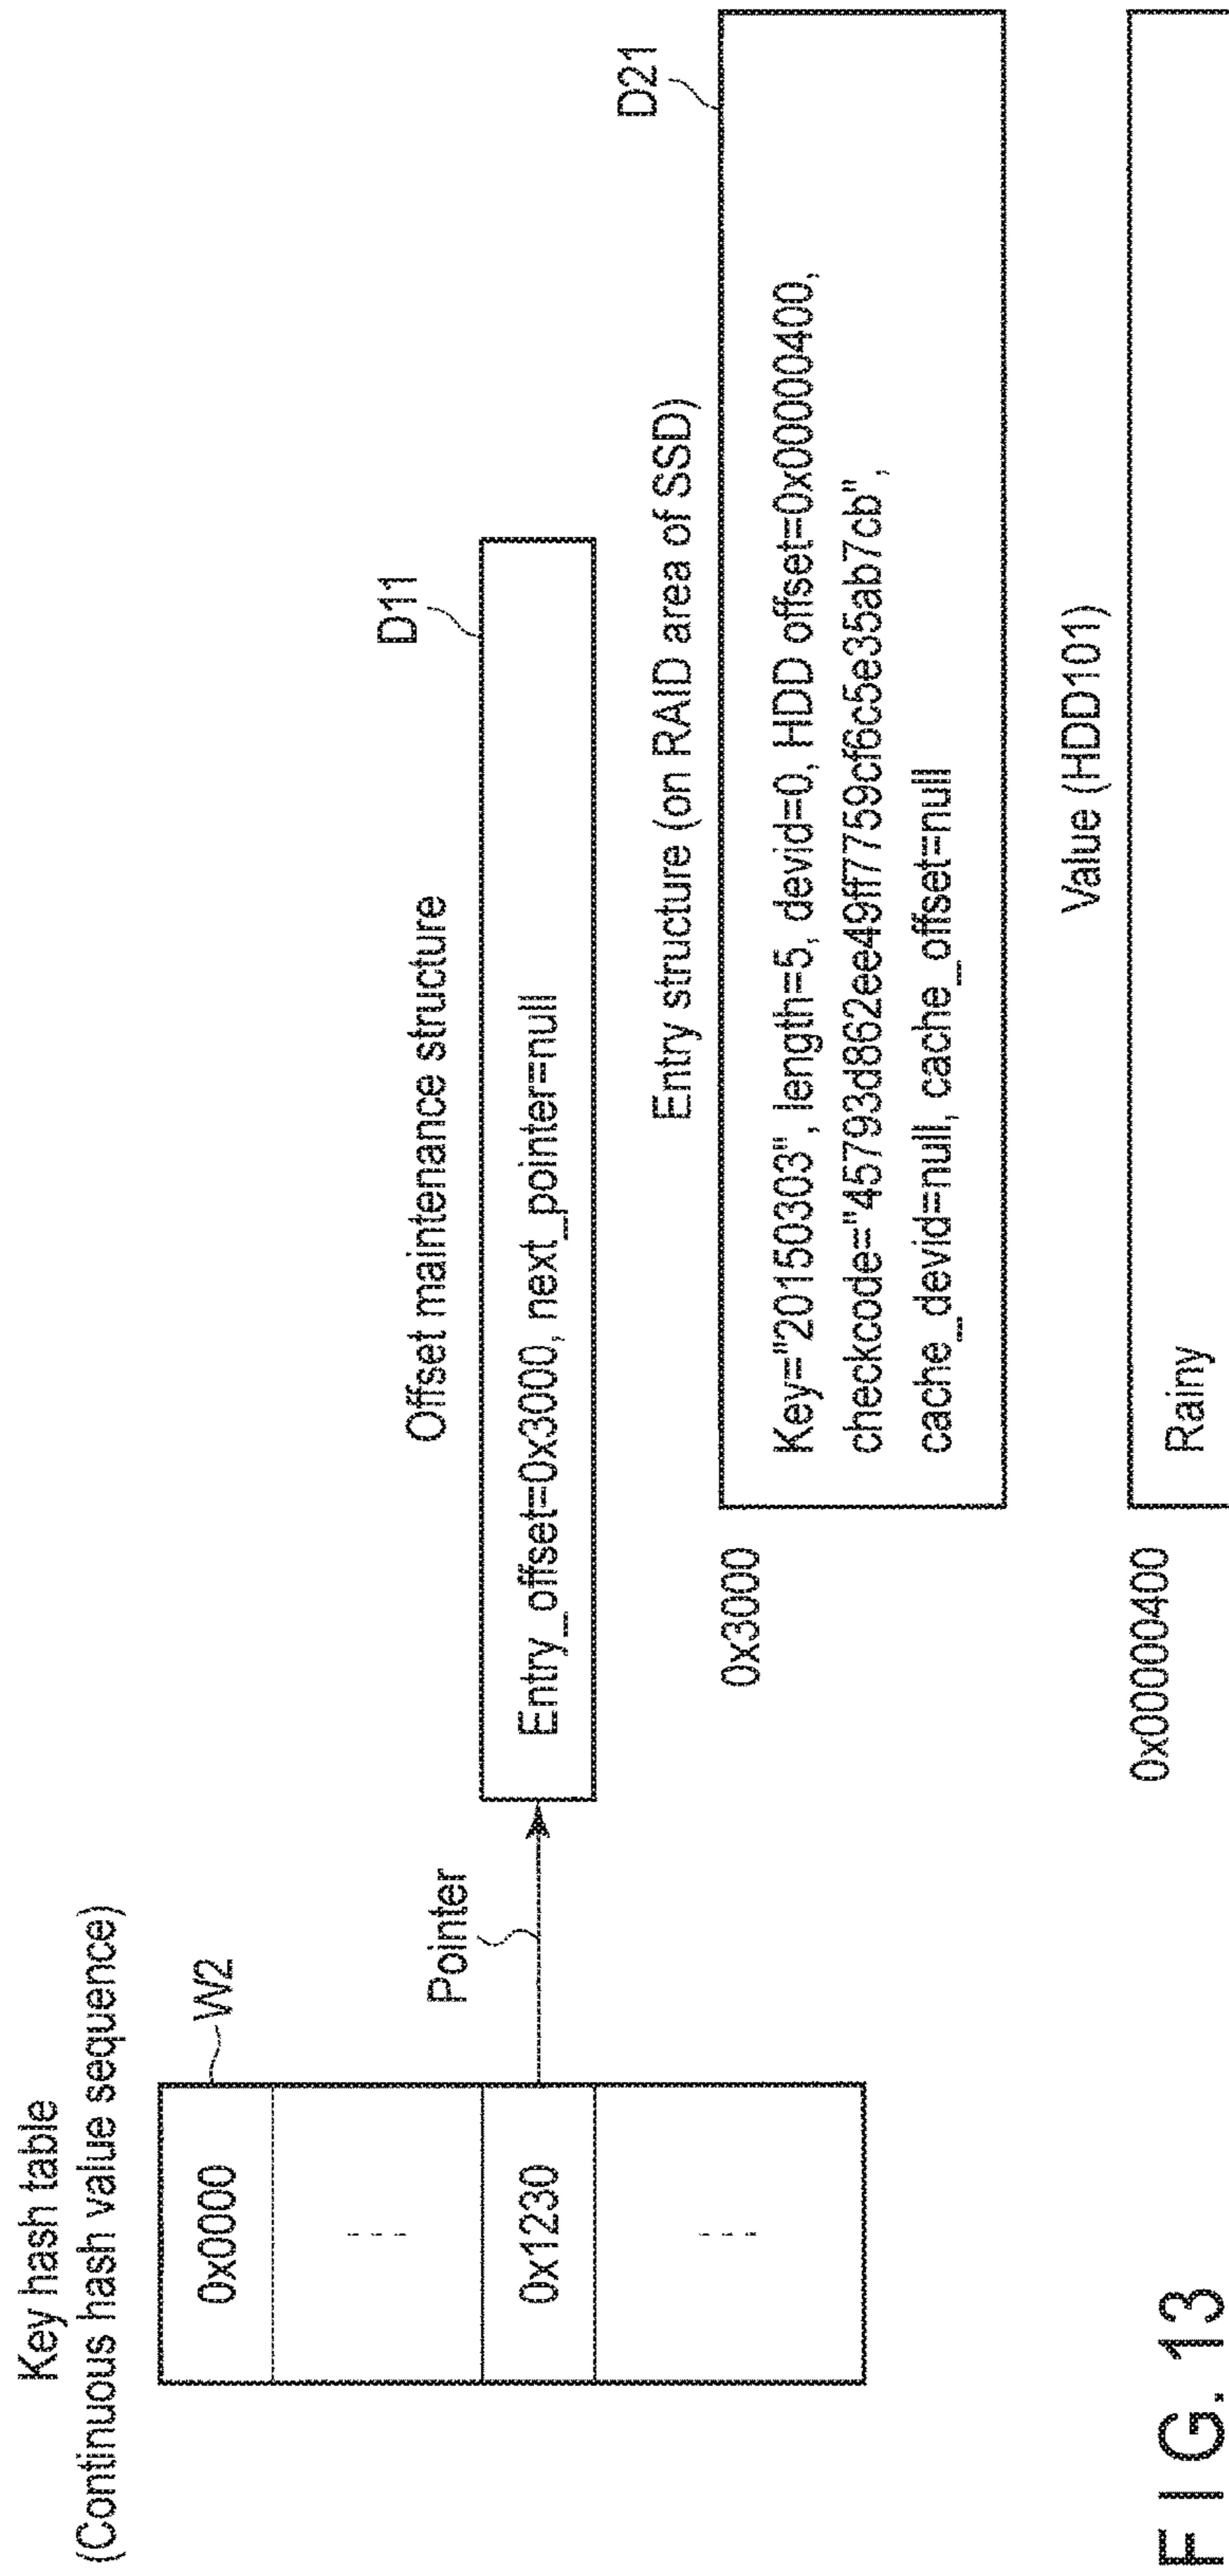 Key hash table
(Continuous hash value sequence)
W2
0x0000
0x1230
Pointer
Offset maintenance structure
D11
Entry_offset=0x3000, next_pointer=null
Entry structure (on RAID area of SSD)
D21
0x3000
Key="20150303", length=5, devid=0, HDD offset=0x00000400,
checkcode="45793d862ee49ff7759cf6c5e35ab7cb",
cache_devid=null, cache_offset=null
Value (HDD101)
0x00000400
Rainy
FIG. 13